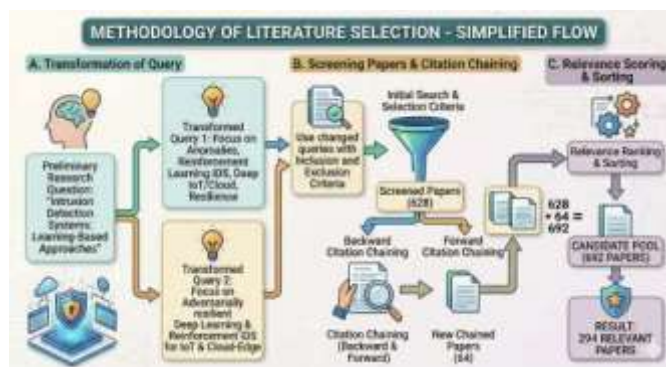 METHODOLOGY OF LITERATURE SELECTION - SIMPLIFIED FLOW
A. Transformation of Query
Preliminary
Research
Question:
"Intrusion
Detection
Systems:
Learning-Based
Approaches"
Transformed
Query 1: Focus on
Anomalies,
Reinforcement
Learning IDS, Deep
IoT/Cloud,
Resilience
Transformed
Query 2:
Focus on
Adversarially
resilient
Deep Learning &
Reinforcement IDS
for IoT & Cloud-Edge
B. Screening Papers & Citation Chaining
Use changed
queries with
Inclusion and
Exclusion
Criteria
Initial Search &
Selection Criteria
Screened Papers
(628)
Backward
Citation Chaining
Forward
Citation Chaining
Citation Chaining
(Backward &
Forward)
New Chained
Papers
(64)
628
+ 64 =
692
C. Relevance Scoring
& Sorting
Relevance Ranking
& Sorting
CANDIDATE POOL
(692 PAPERS)
RESULT:
294 RELEVANT
PAPERS